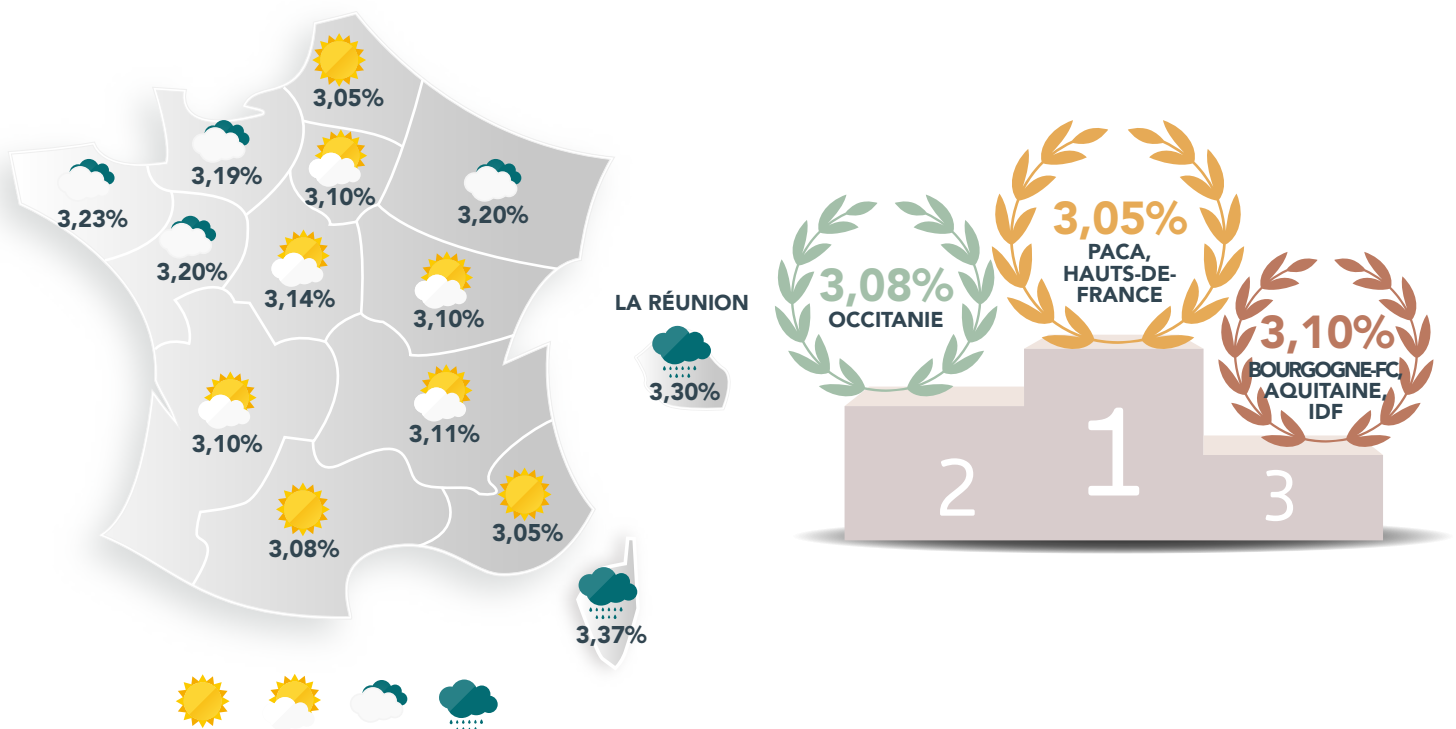 3,05%
3,19%
3,10%
3,23%
3,20%
3,20%
3,14%
3,10%
3,10%
3,11%
3,08%
3,05%
3,37%
LA RÉUNION
3,30%
3,08%
OCCITANIE
3,05%
PACA,
HAUTS-DE-
FRANCE
3,10%
BOURGOGNE-FC,
AQUITAINE,
IDF
2
1
3